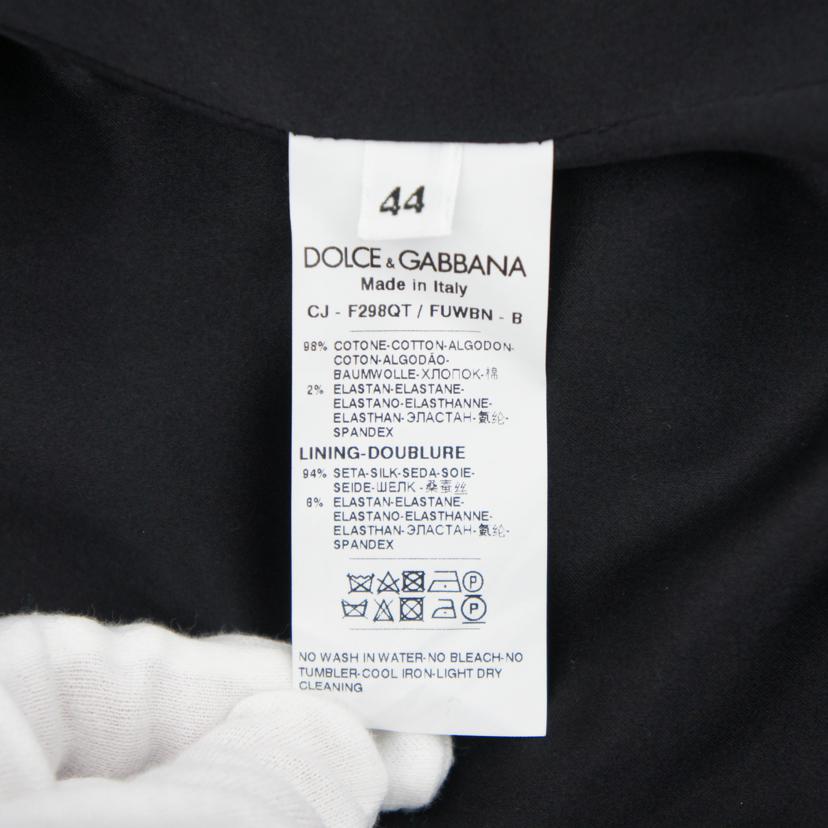 44
DOLCE & GABBANA
Made in Italy
CJ - F298QT / FUWBN - B
98% COTONE-COTTON-ALGODON-
COTON-ALGODÃO-
BAUMWOLLE-ХЛОПОК-棉
2% ELASTAN-ELASTANE-
ELASTANO-ELASTHANNE-
ELASTHAN-ЭЛАСТАН-氨纶-
SPANDEX
LINING-DOUBLURE
94% SETA-SILK-SEDA-SOIE-
SEIDE-ШЕЛК-桑蚕丝
6% ELASTAN-ELASTANE-
ELASTANO-ELASTHANNE-
ELASTHAN-ЭЛАСТАН-氨纶-
SPANDEX
P
P
NO WASH IN WATER-NO BLEACH-NO
TUMBLER-COOL IRON-LIGHT DRY
CLEANING